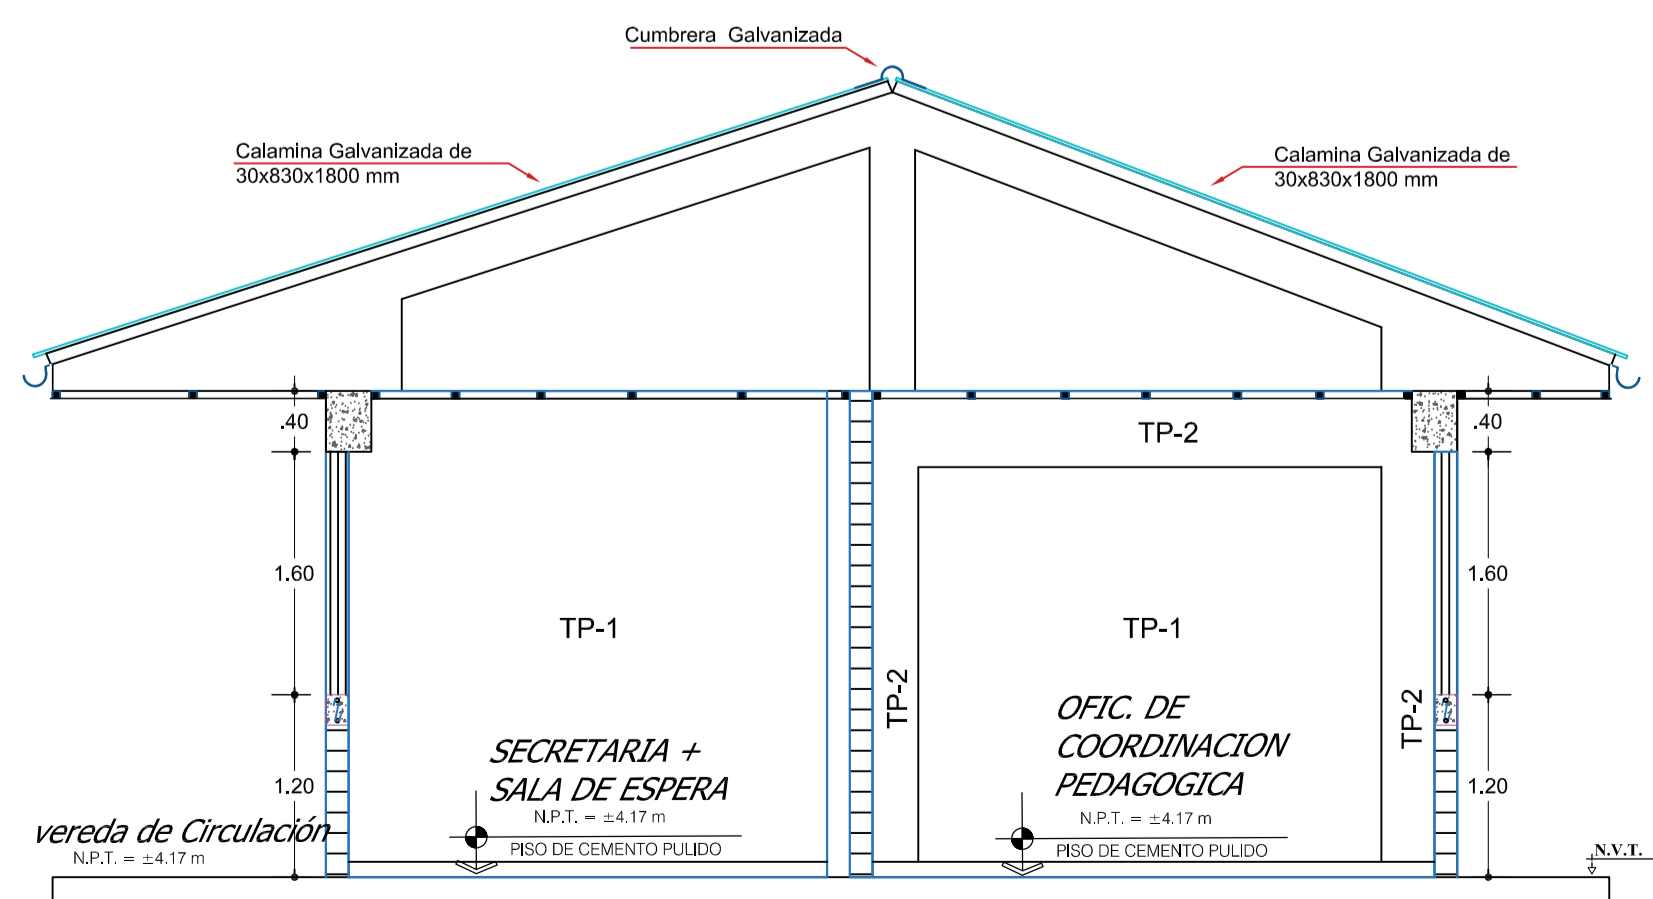 Cumbrera Galvanizada
Calamina Galvanizada de
30x830x1800 mm
Calamina Galvanizada de
30x830x1800 mm
.40
.40
TP-2
1.60
1.60
TP-1
TP-1
TP-2
TP-2
OFIC. DE
COORDINACION
PEDAGOGICA
SECRETARIA +
SALA DE ESPERA
1.20
1.20
N.P.T. = ±4.17 m
N.P.T. = ±4.17 m
vereda de Circulación
N.P.T. = ±4.17 m
PISO DE CEMENTO PULIDO
PISO DE CEMENTO PULIDO
N.V.T.